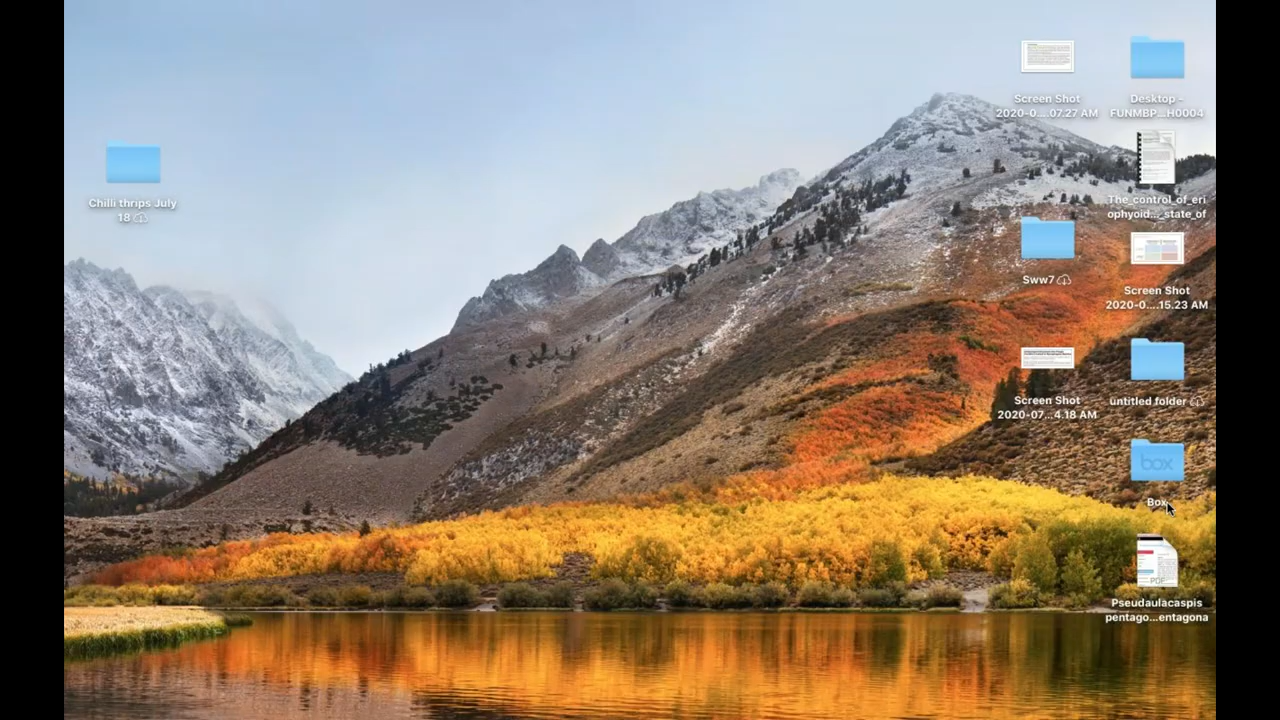 Screen Shot
2020-0....07.27 AM
Desktop -
FUNMBP...H0004
Chilli thrips July
18
The_control_of_eri
ophyoid..._state_of
Sww7
Screen Shot
2020-0....15.23 AM
Screen Shot
2020-07...4.18 AM
untitled folder
box
Box
PDF
Pseudaulacaspis
pentago...entagona